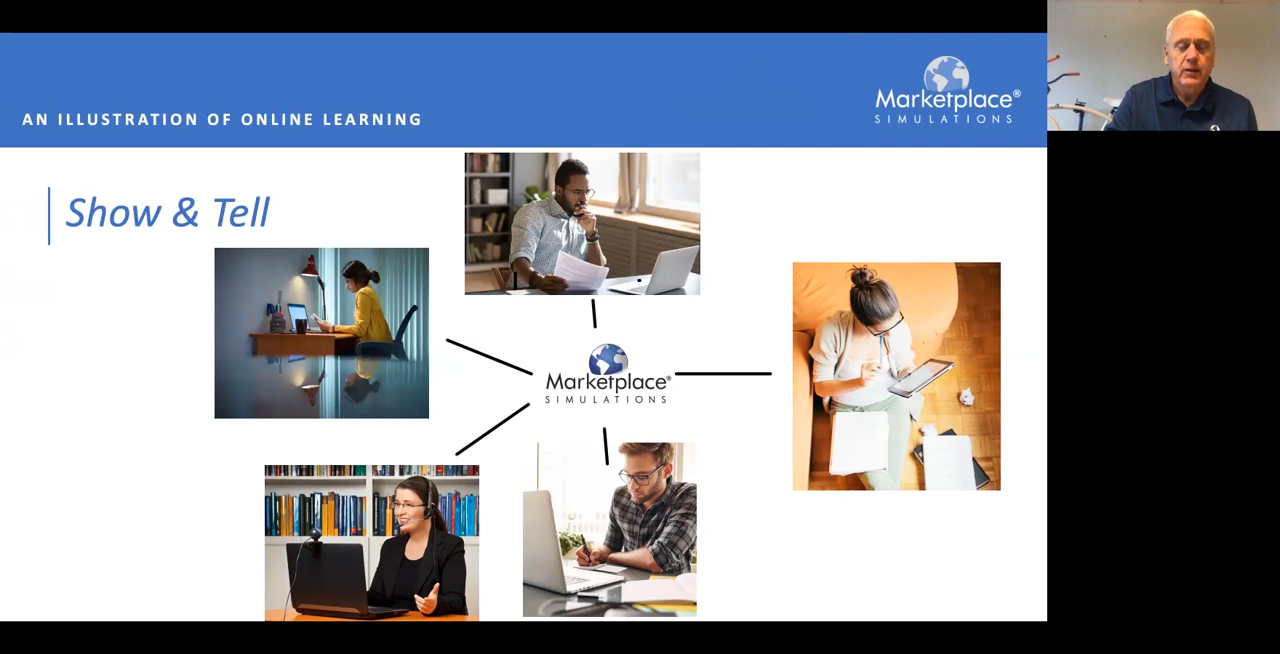 AN ILLUSTRATION OF ONLINE LEARNING
Marketplace®
SIMULATIONS
Show & Tell
Marketplace®
SIMULATIONS